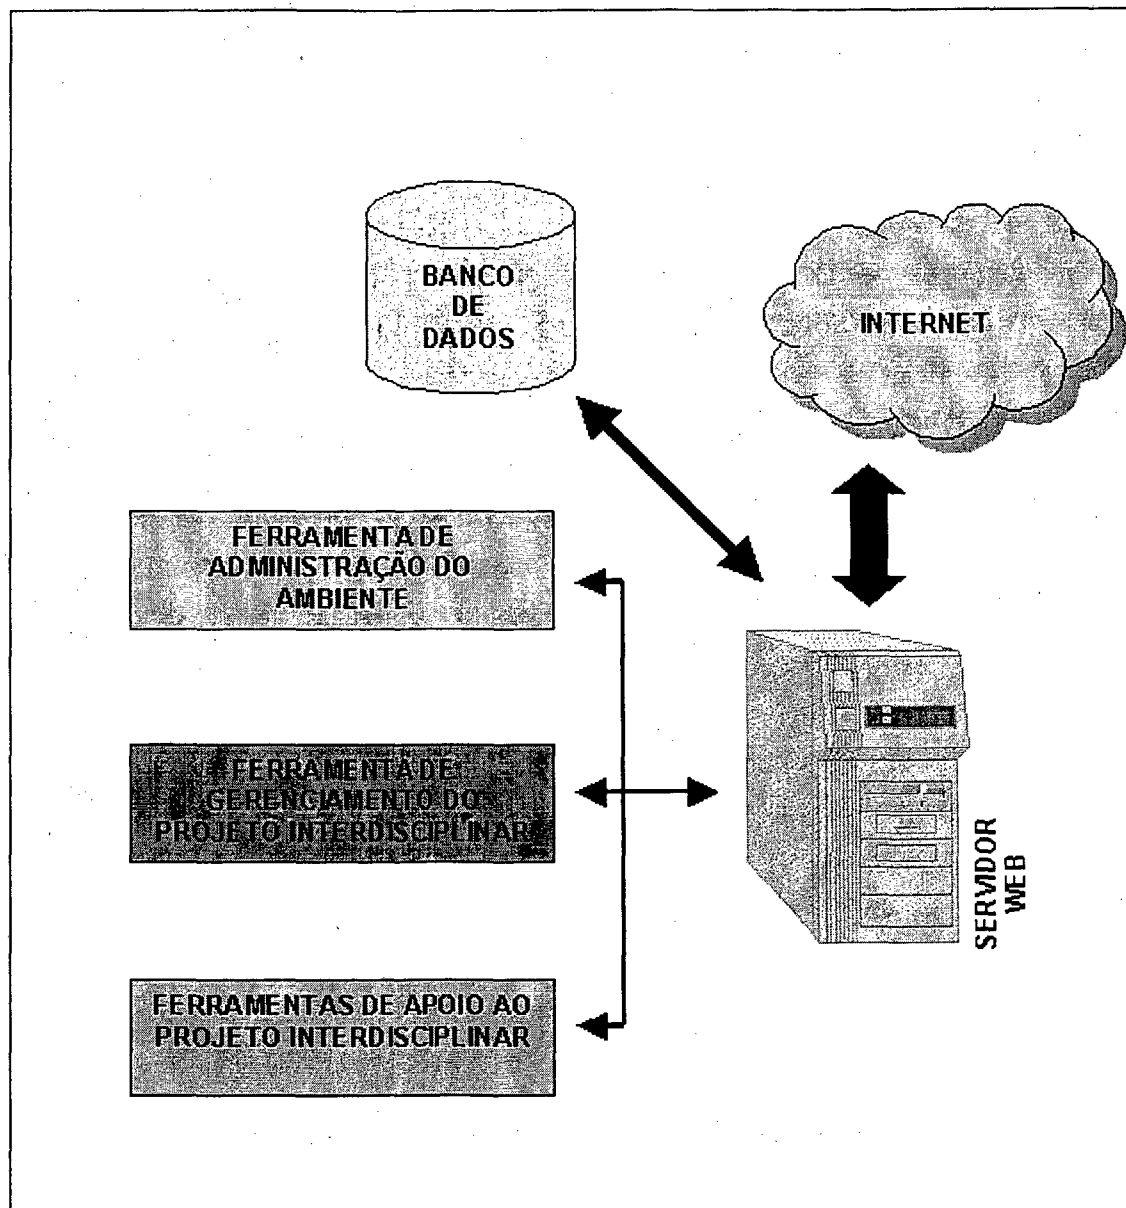 BANCO
DE
DADOS
INTERNET
FERRAMENTA DE
ADMINISTRAÇÃO DO
AMBIENTE
FERRAMENTA DE
GERENCIAMENTO DO
PROJETO INTERDISCIPLINAR
FERRAMENTAS DE APOIO AO
PROJETO INTERDISCIPLINAR
SERVIDOR
WEB